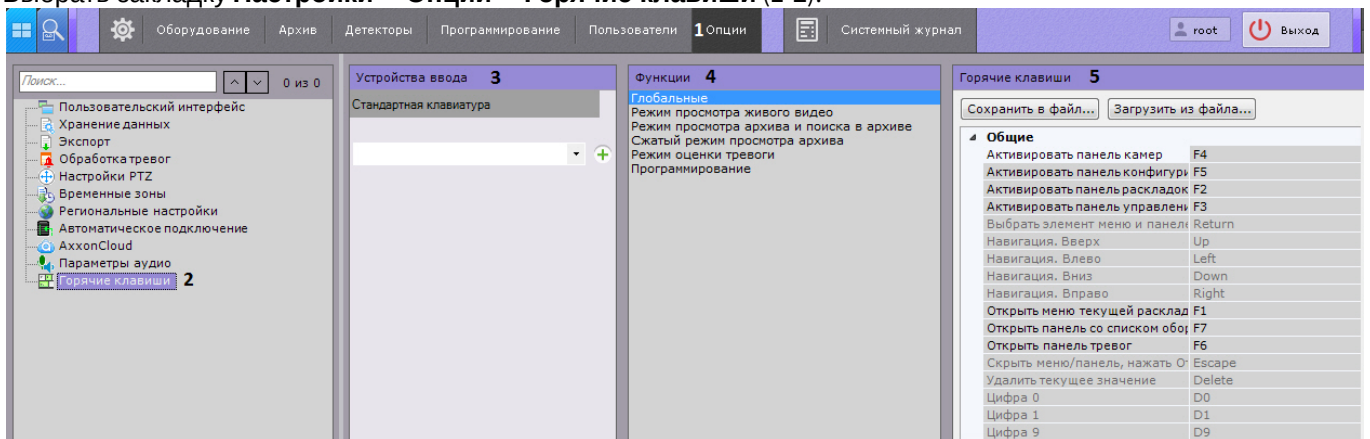 Выбрать закладку Настройки – Опции – Горячие клавиши (1-2).
Оборудование Архив Детекторы Программирование Пользователи 1 Опции Системный журнал root Выход
Поиск... 0 из 0
Пользовательский интерфейс
Хранение данных
Экспорт
Обработка тревог
Настройки PTZ
Временные зоны
Региональные настройки
Автоматическое подключение
AxxonCloud
Параметры аудио
Горячие клавиши 2
Устройства ввода 3
Стандартная клавиатура
Функции 4
Глобальные
Режим просмотра живого видео
Режим просмотра архива и поиска в архиве
Сжатый режим просмотра архива
Режим оценки тревоги
Программирование
Горячие клавиши 5
Сохранить в файл... Загрузить из файла...
Общие
Активировать панель камер F4
Активировать панель конфигури F5
Активировать панель раскладок F2
Активировать панель управлени F3
Выбрать элемент меню и панеле Return
Навигация. Вверх Up
Навигация. Влево Left
Навигация. Вниз Down
Навигация. Вправо Right
Открыть меню текущей расклад F1
Открыть панель со списком обор F7
Открыть панель тревог F6
Скрыть меню/панель, нажать От Escape
Удалить текущее значение Delete
Цифра 0 D0
Цифра 1 D1
Цифра 9 D9